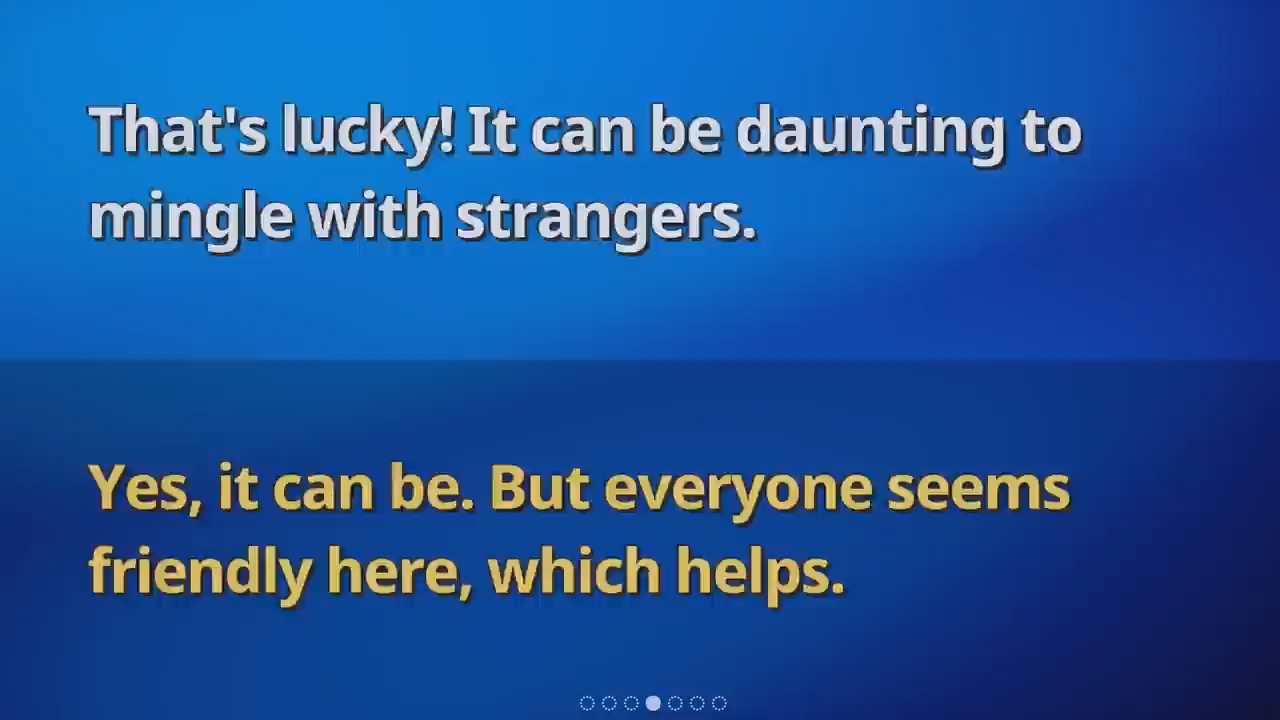 That's lucky! It can be daunting to
mingle with strangers.
Yes, it can be. But everyone seems
friendly here, which helps.